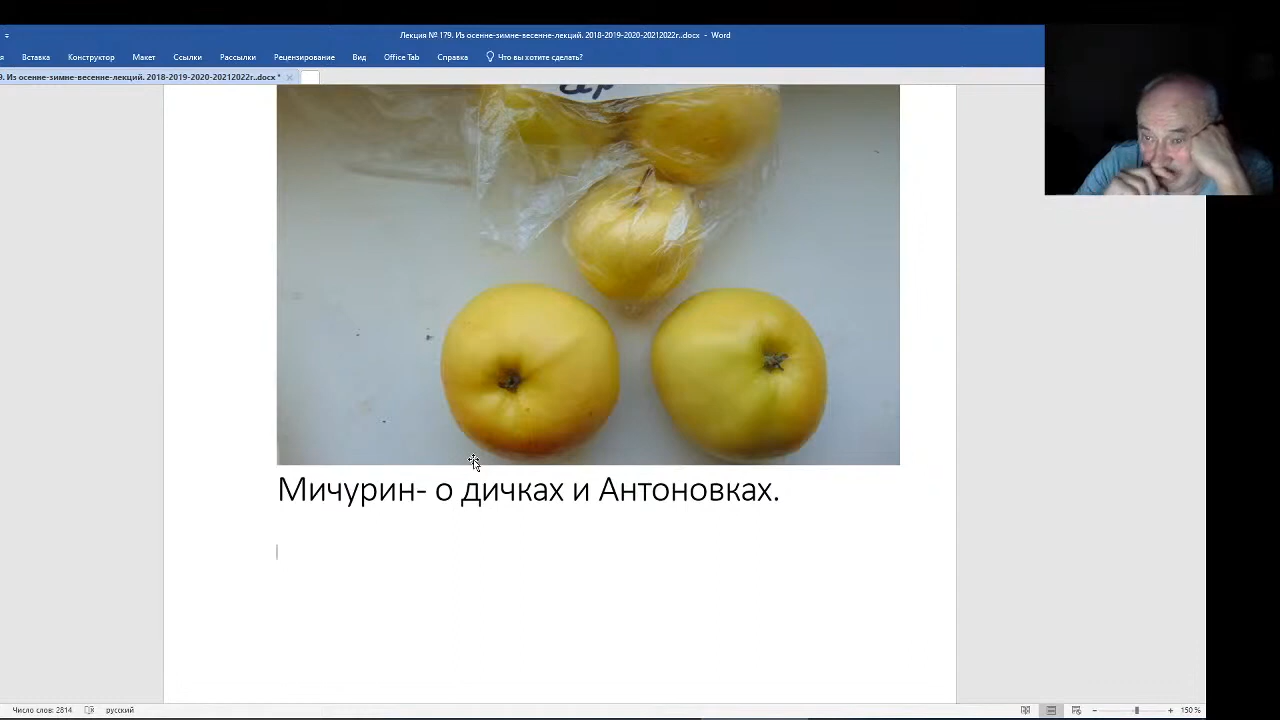 Лекция № 179. Из осенне-зимне-весенне-лекций. 2018-2019-2020-20212022г..docx - Word
Вставка Конструктор Макет Ссылки Рассылки Рецензирование Вид Office Tab Справка Что вы хотите сделать?
9. Из осенне-зимне-весенне-лекций. 2018-2019-2020-20212022г..docx *
Мичурин- о дичках и Антоновках.
Число слов: 2814 русский 150 %